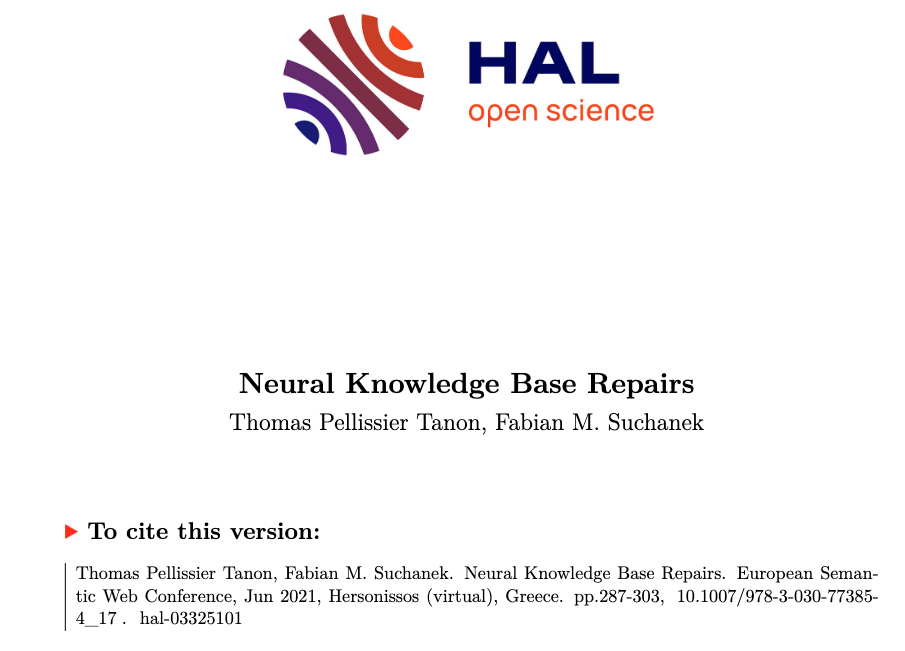 HAL
open science
Neural Knowledge Base Repairs
Thomas Pellissier Tanon, Fabian M. Suchanek
▶ To cite this version:
Thomas Pellissier Tanon, Fabian M. Suchanek. Neural Knowledge Base Repairs. European Seman-
tic Web Conference, Jun 2021, Hersonissos (virtual), Greece. pp.287-303, 10.1007/978-3-030-77385-
4_17 . hal-03325101